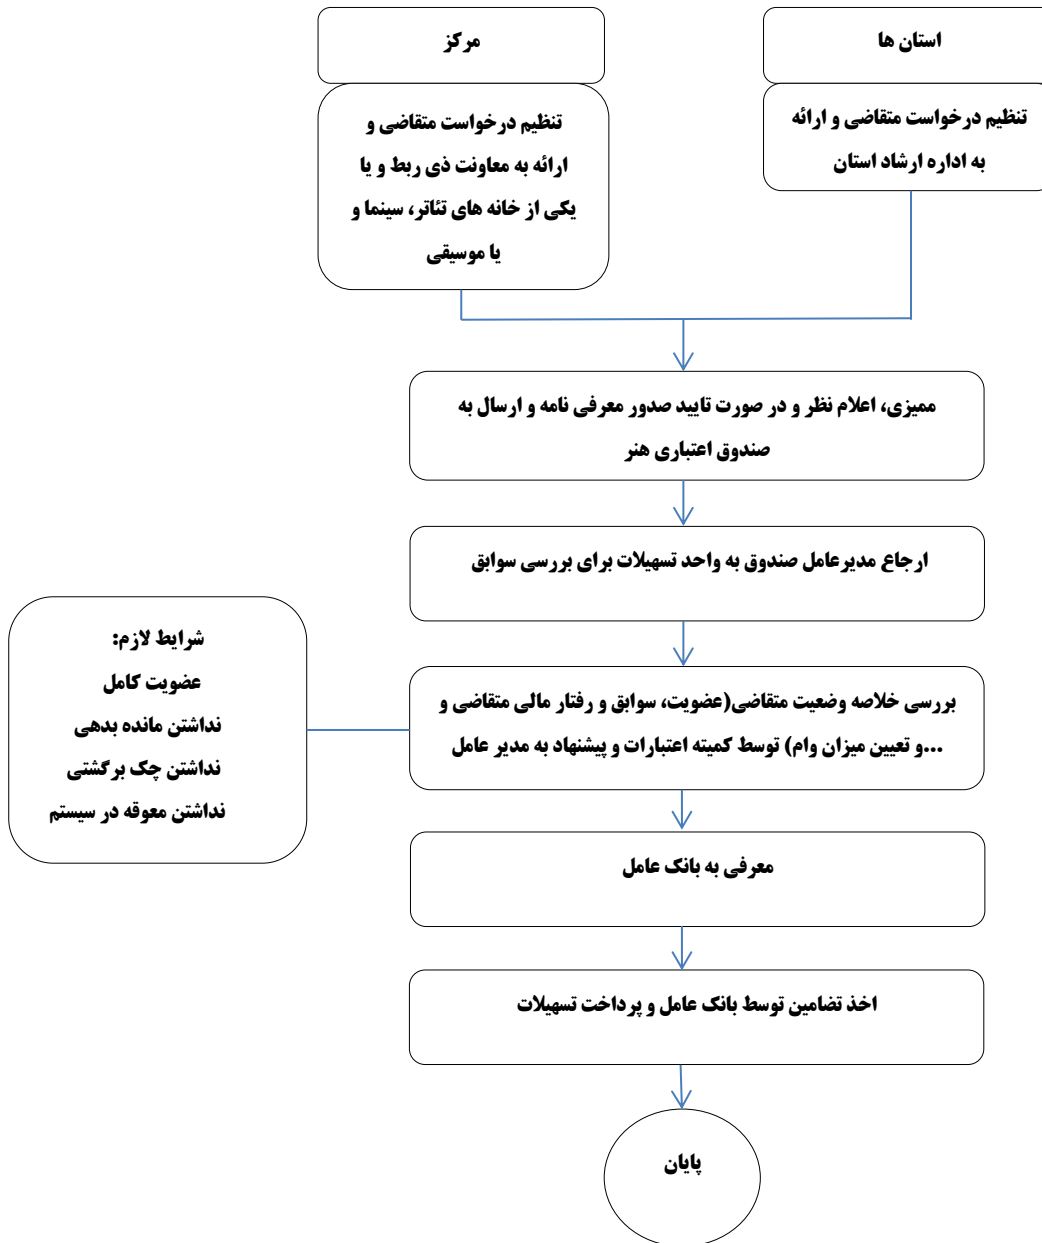 استان ها
تنظیم درخواست متقاضی و ارائه
به اداره ارشاد استان
مرکز
تنظیم درخواست متقاضی و
ارائه به معاونت ذی ربط و یا
یکی از خانه های تئاتر، سینما و
یا موسیقی
ممیزی، اعلام نظر و در صورت تایید صدور معرفی نامه و ارسال به
صندوق اعتباری هنر
ارجاع مدیرعامل صندوق به واحد تسهیلات برای بررسی سوابق
بررسی خلاصه وضعیت متقاضی(عضویت، سوابق و رفتار مالی متقاضی و
...و تعیین میزان وام) توسط کمیته اعتبارات و پیشنهاد به مدیر عامل
شرایط لازم:
عضویت کامل
نداشتن مانده بدهی
نداشتن چک برگشتی
نداشتن معوقه در سیستم
معرفی به بانک عامل
اخذ تضامین توسط بانک عامل و پرداخت تسهیلات
پایان